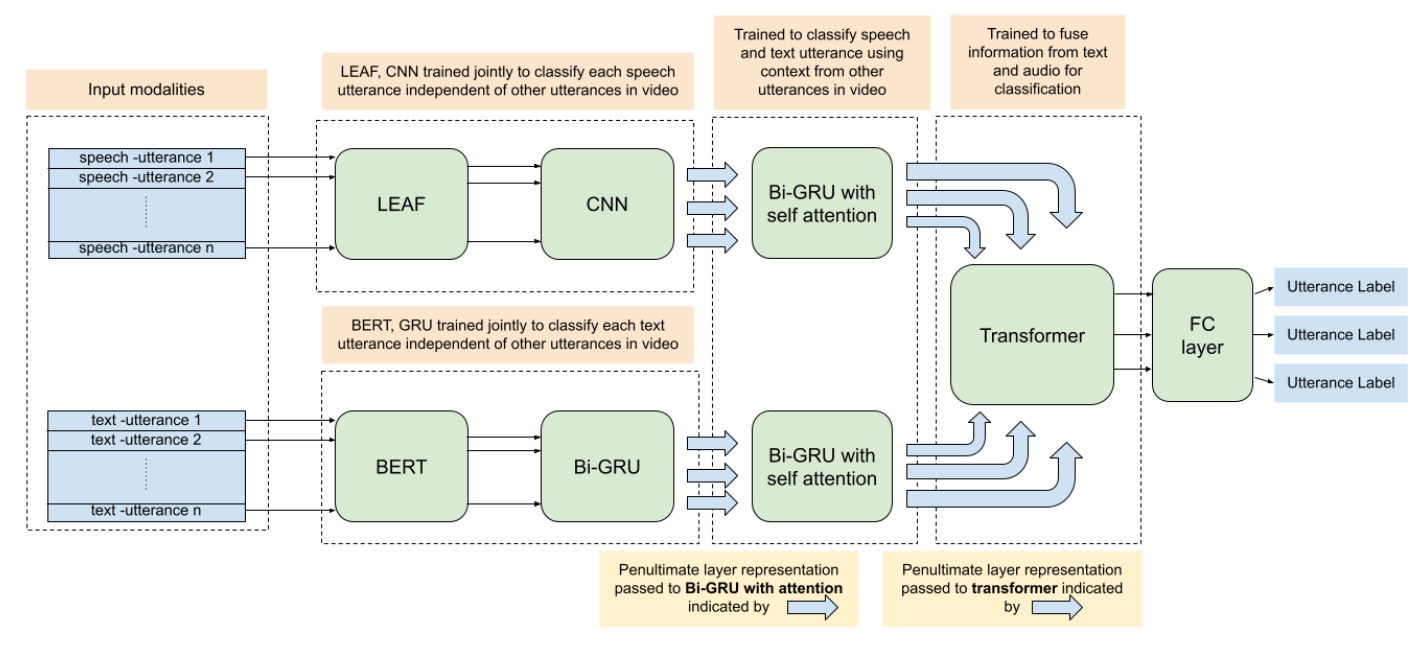 Input modalities
LEAF, CNN trained jointly to classify each speech
utterance independent of other utterances in video
Trained to classify speech
and text utterance using
context from other
utterances in video
Trained to fuse
information from text
and audio for
classification
speech -utterance 1
speech -utterance 2
speech -utterance n
LEAF
CNN
Bi-GRU with
self attention
BERT, GRU trained jointly to classify each text
utterance independent of other utterances in video
Transformer
FC
layer
Utterance Label
Utterance Label
Utterance Label
text -utterance 1
text -utterance 2
text -utterance n
BERT
Bi-GRU
Bi-GRU with
self attention
Penultimate layer representation
passed to Bi-GRU with attention
indicated by
Penultimate layer representation
passed to transformer indicated
by